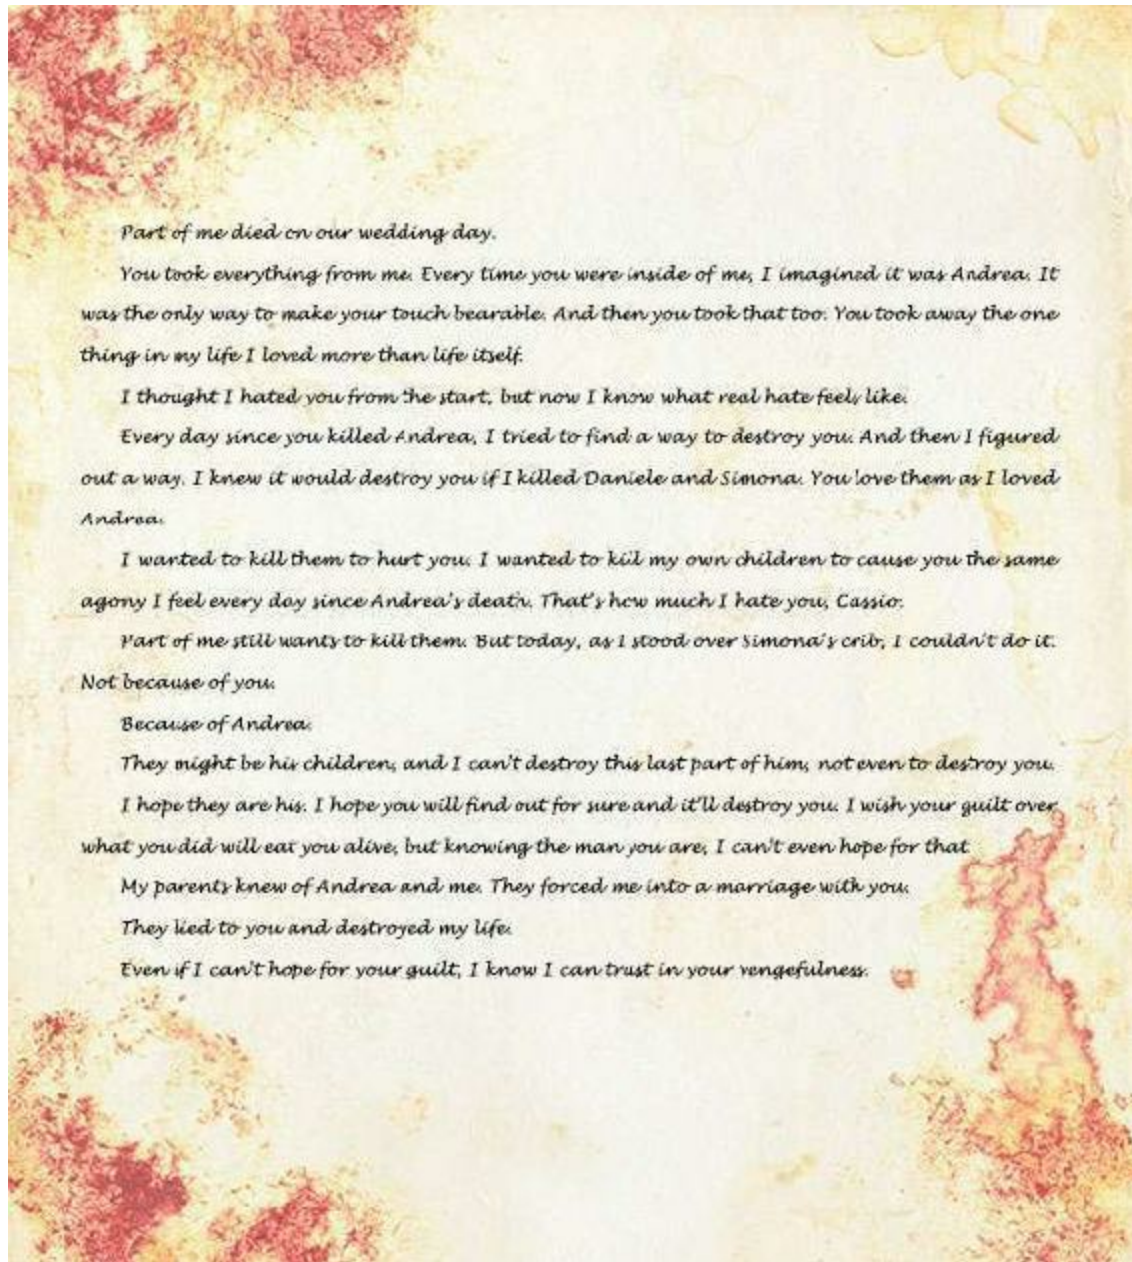 Part of me died on our wedding day.
You took everything from me. Every time you were inside of me, I imagined it was Andrea. It
was the only way to make your touch bearable. And then you took that too. You took away the one
thing in my life I loved more than life itself.
I thought I hated you from the start, but now I know what real hate feels like.
Every day since you killed Andrea, I tried to find a way to destroy you. And then I figured
out a way. I knew it would destroy you if I killed Daniele and Simona. You love them as I loved
Andrea.
I wanted to kill them to hurt you. I wanted to kill my own children to cause you the same
agony I feel every day since Andrea's death. That's how much I hate you, Cassio.
Part of me still wants to kill them. But today, as I stood over Simona's crib, I couldn't do it.
Not because of you.
Because of Andrea.
They might be his children, and I can't destroy this last part of him, not even to destroy you.
I hope they are his. I hope you will find out for sure and it'll destroy you. I wish your guilt over
what you did will eat you alive, but knowing the man you are, I can't even hope for that
My parents knew of Andrea and me. They forced me into a marriage with you.
They lied to you and destroyed my life.
Even if I can't hope for your guilt, I know I can trust in your vengefulness.